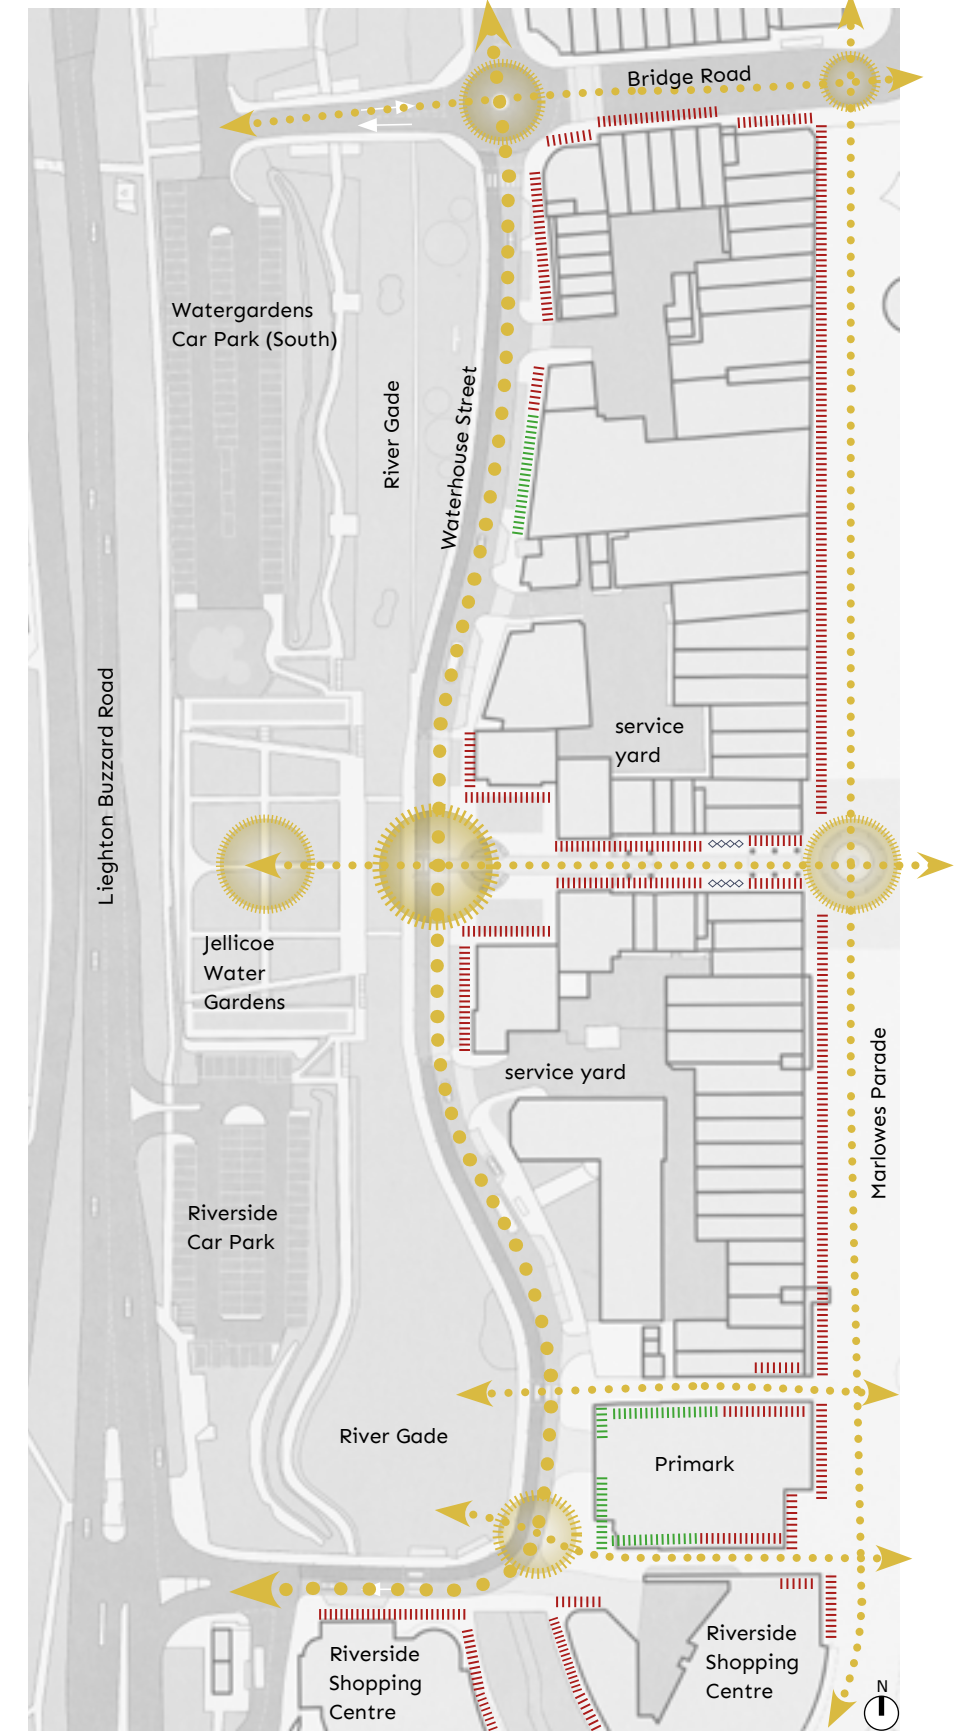 Bridge Road
Watergardens
Car Park (South)
River Gade
Waterhouse Street
Lieghton Buzzard Road
service
yard
Jellicoe
Water
Gardens
service yard
Marlowes Parade
Riverside
Car Park
River Gade
Primark
Riverside
Shopping
Centre
Riverside
Shopping
Centre
N